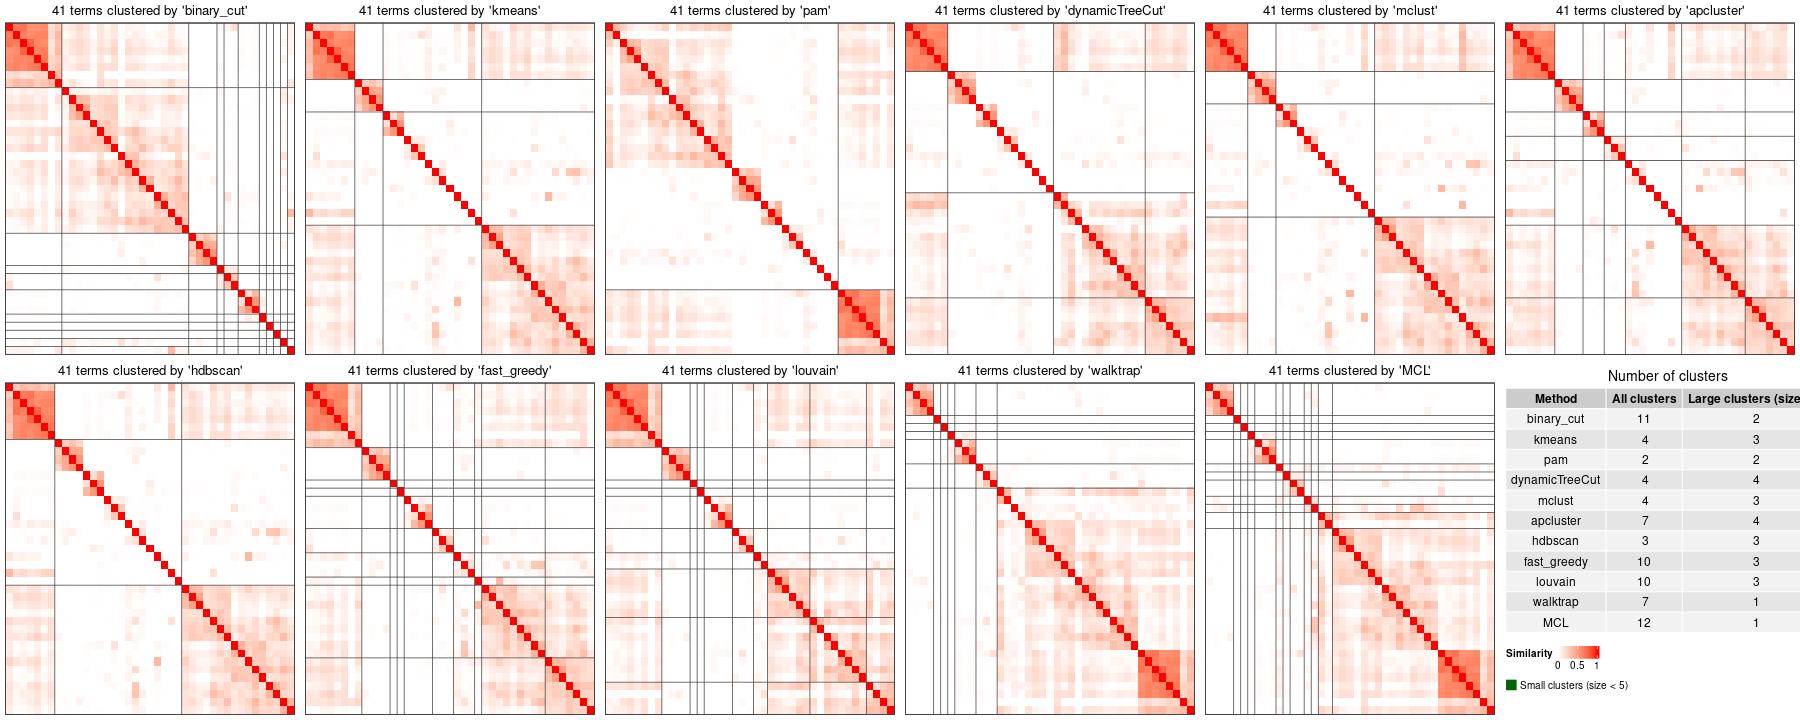 41 terms clustered by 'binary_cut'
41 terms clustered by 'kmeans'
41 terms clustered by 'pam'
41 terms clustered by 'dynamicTreeCut'
41 terms clustered by 'mclust'
41 terms clustered by 'apcluster'
41 terms clustered by 'hdbscan'
41 terms clustered by 'fast_greedy'
41 terms clustered by 'louvain'
41 terms clustered by 'walktrap'
41 terms clustered by 'MCL'
Number of clusters
Method All clusters Large clusters (size
binary_cut 11 2
kmeans 4 3
pam 2 2
dynamicTreeCut 4 4
mclust 4 3
apcluster 7 4
hdbscan 3 3
fast_greedy 10 3
louvain 10 3
walktrap 7 1
MCL 12 1
Similarity
0 0.5 1
Small clusters (size < 5)